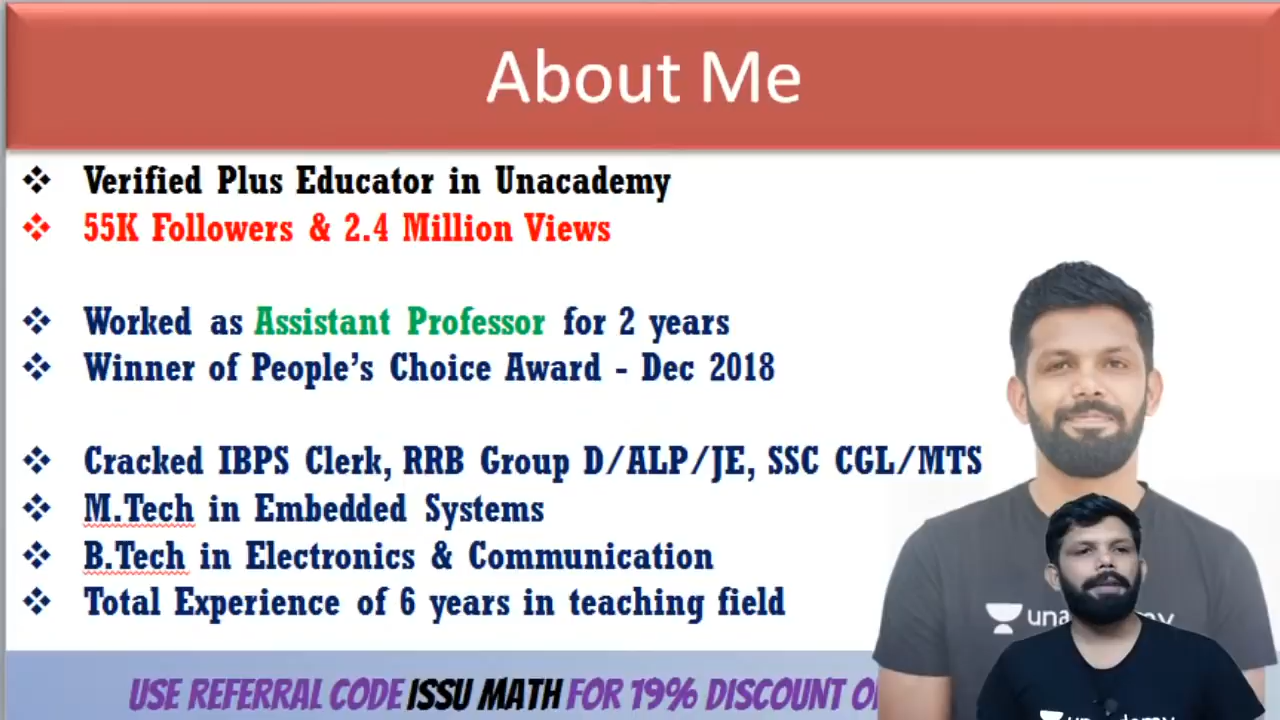 About Me
Verified Plus Educator in Unacademy
55K Followers & 2.4 Million Views
Worked as Assistant Professor for 2 years
Winner of People's Choice Award - Dec 2018
Cracked IBPS Clerk, RRB Group D/ALP/JE, SSC CGL/MTS
M.Tech in Embedded Systems
B.Tech in Electronics & Communication
Total Experience of 6 years in teaching field
USE REFERRAL CODE ISSU MATH FOR 19% DISCOUNT